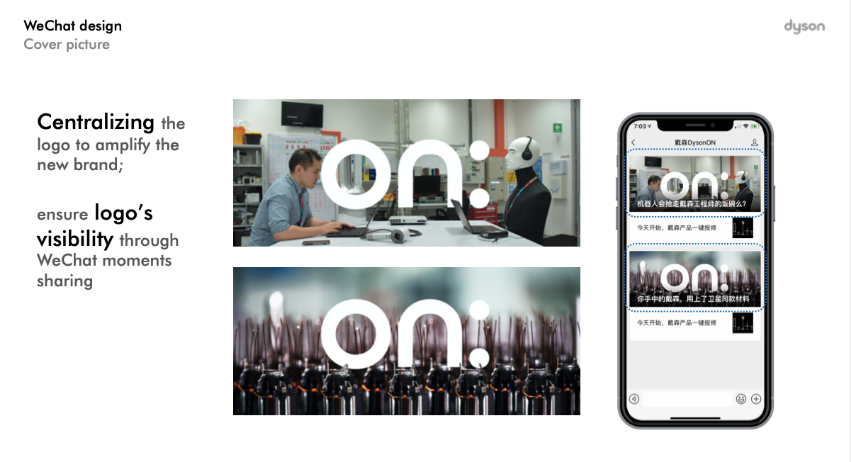 WeChat design
Cover picture
dyson
Centralizing the
logo to amplify the
new brand;
ensure logo's
visibility through
WeChat moments
sharing
on:
on:
7:03
戴森DysonON
on:
机器人会抢走戴森工程师的饭碗么?
今天开始，戴森产品一键报修
on:
你手中的戴森，用上了卫星同款材料
今天开始，戴森产品一键报修